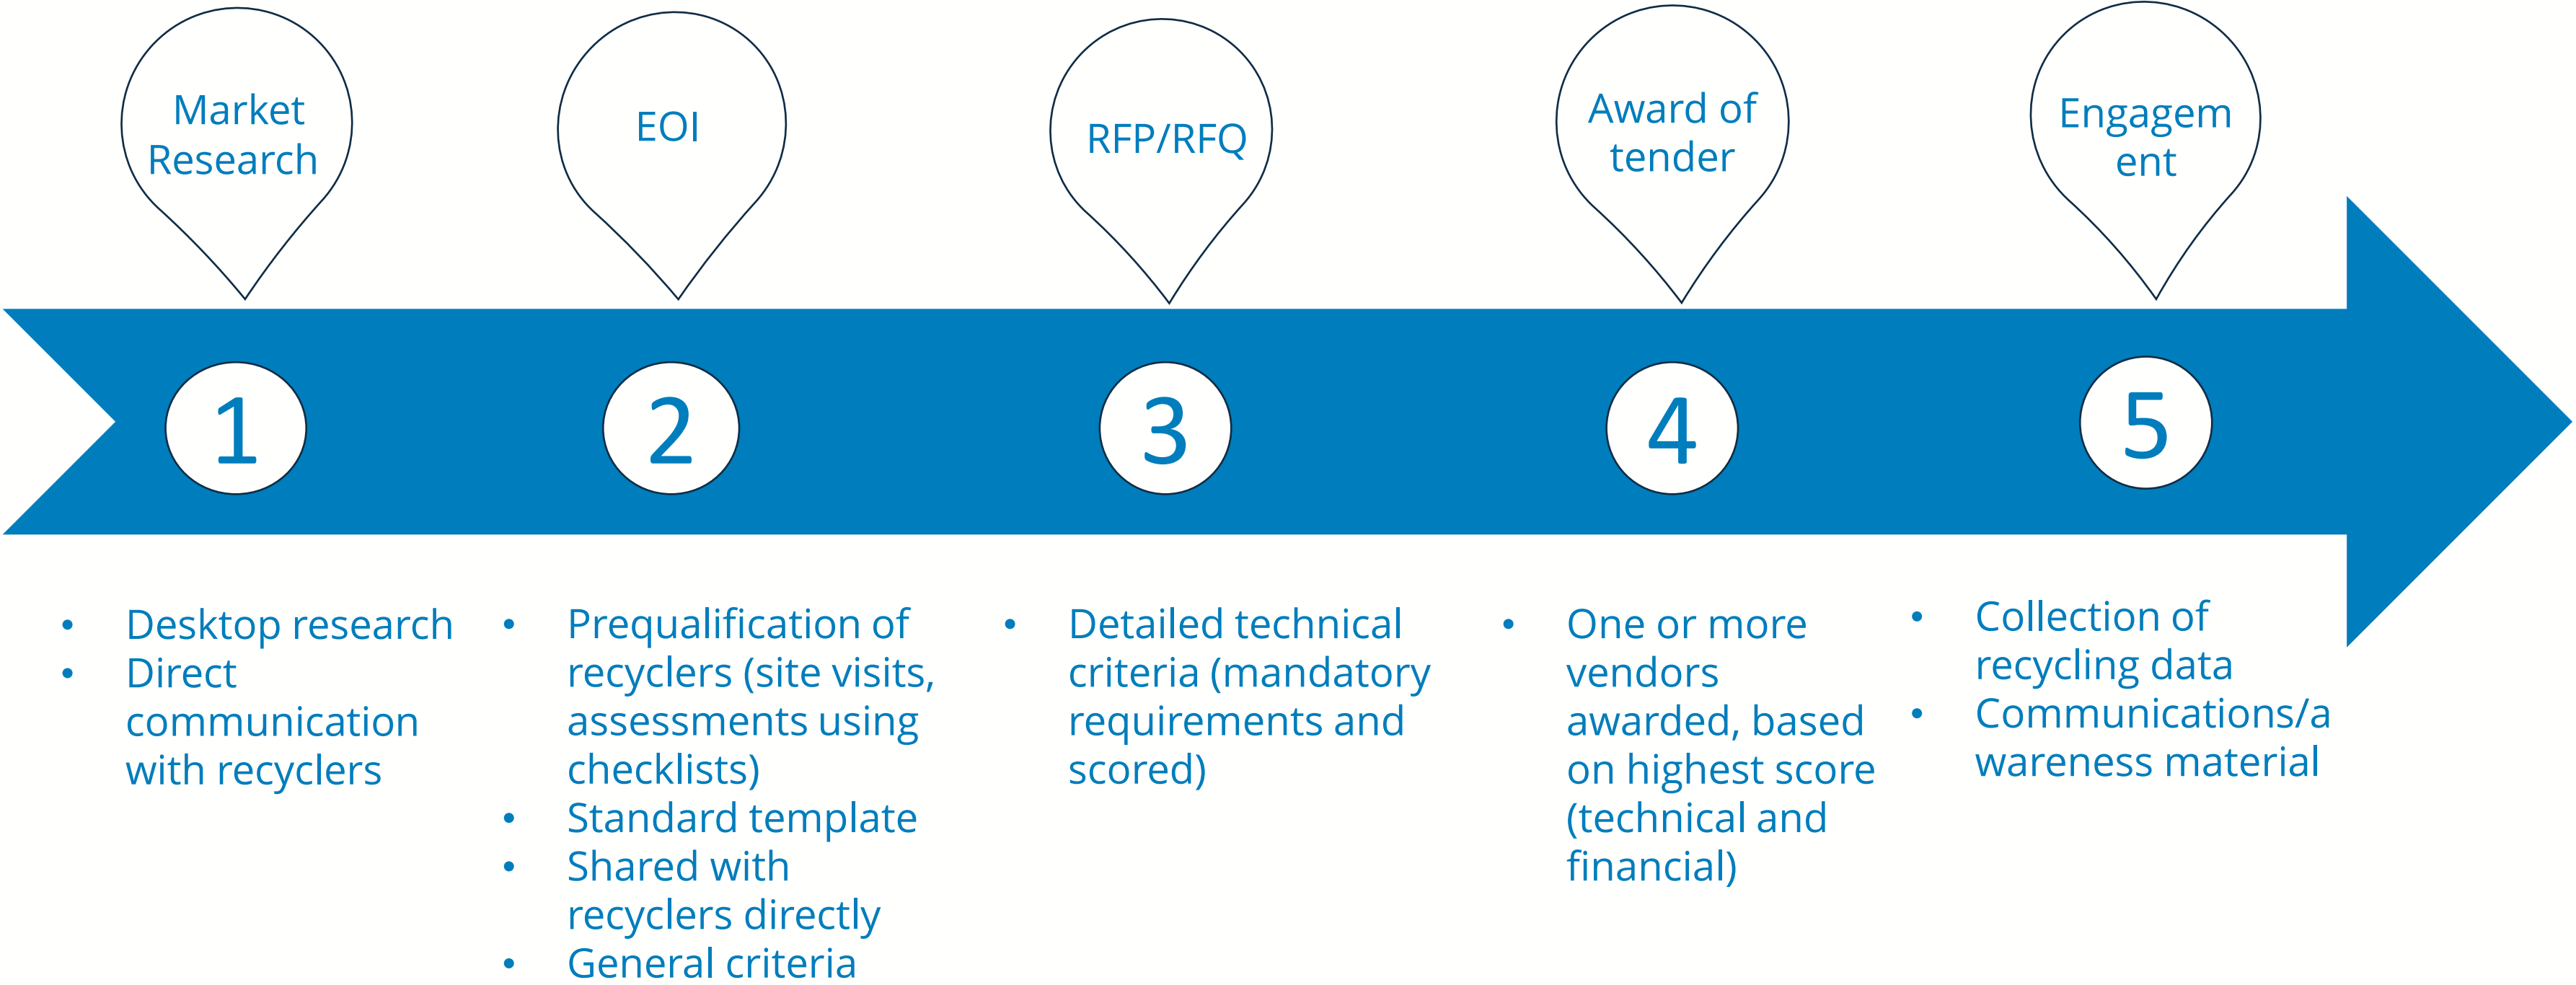 Market
Research
EOI
RFP/RFQ
Award of
tender
Engagem
ent
1
2
3
4
5
• Desktop research
• Direct
communication
with recyclers
• Prequalification of
recyclers (site visits,
assessments using
checklists)
• Standard template
• Shared with
recyclers directly
• General criteria
• Detailed technical
criteria (mandatory
requirements and
scored)
• One or more
vendors
awarded, based
on highest score
(technical and
financial)
• Collection of
recycling data
• Communications/a
wareness material